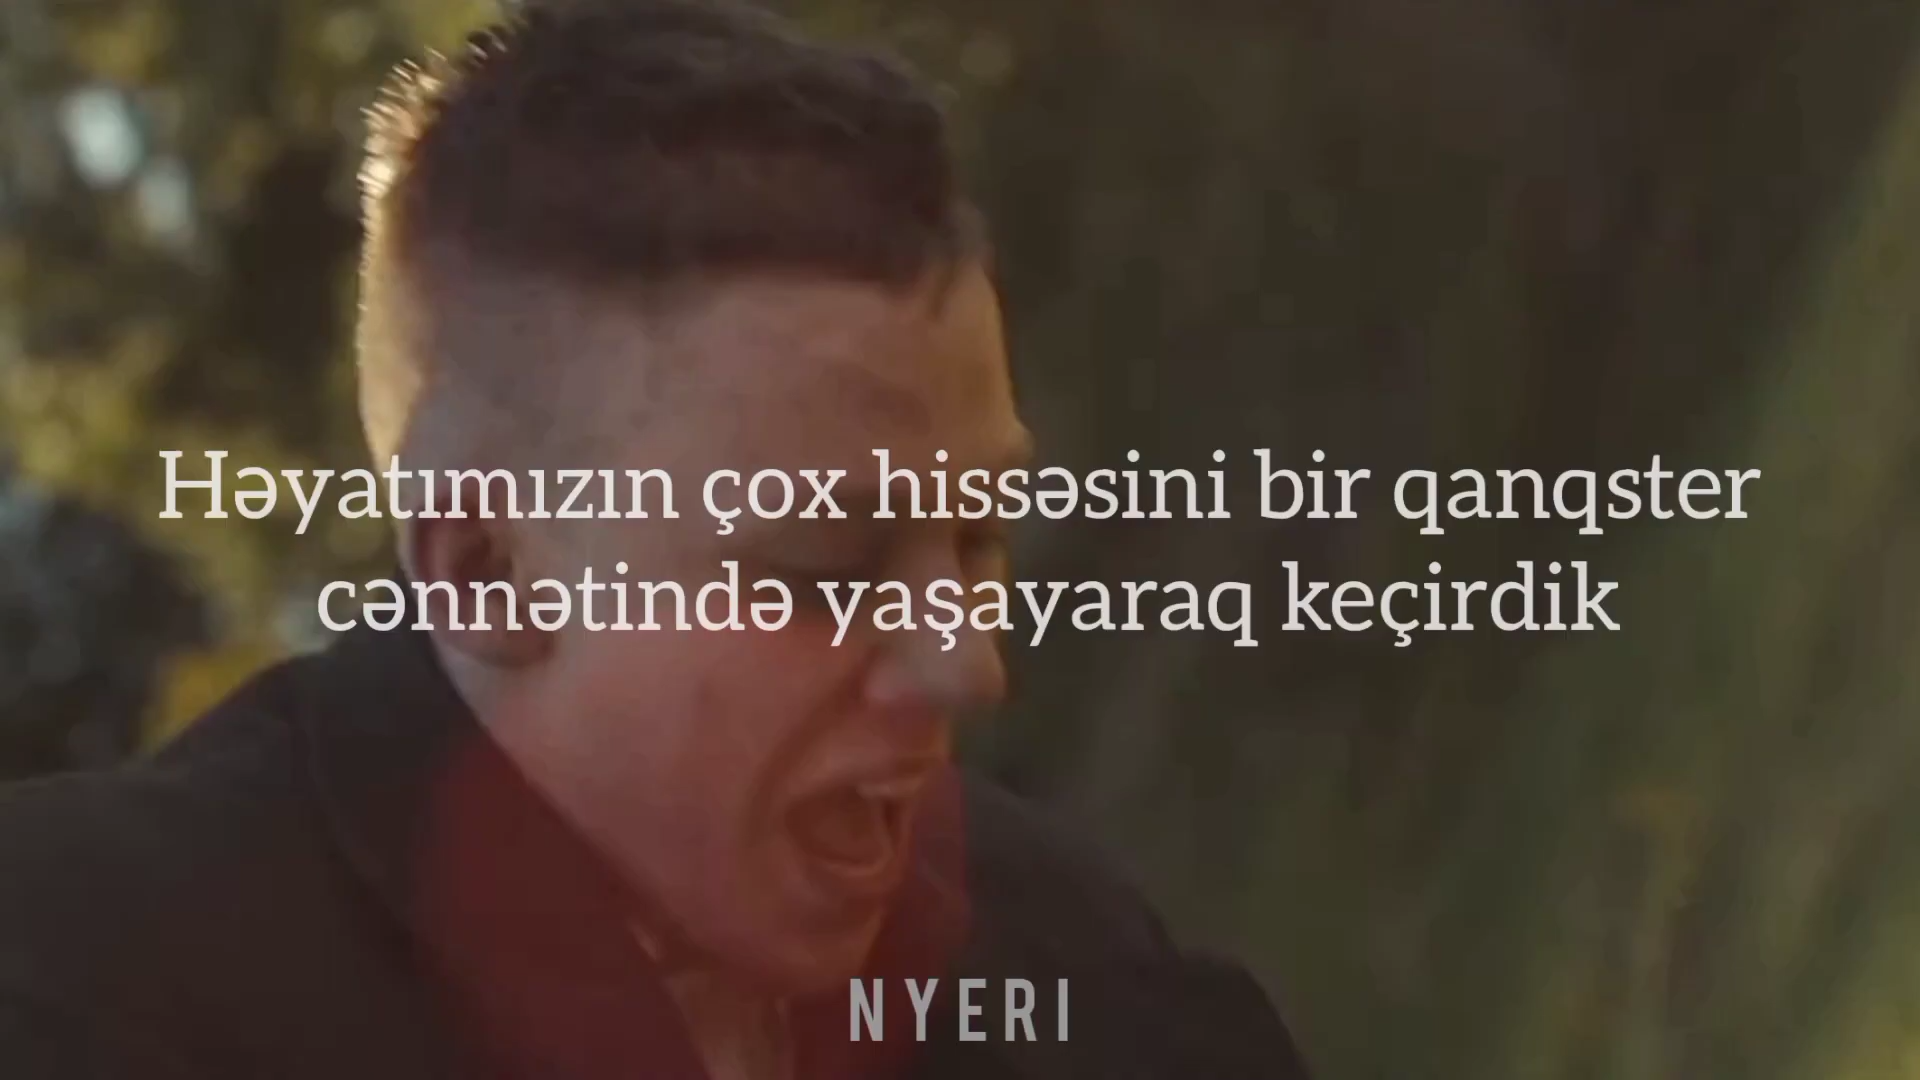 Həyatımızın çox hissəsini bir qanqster
cənnətində yaşayaraq keçirdik
NYERI